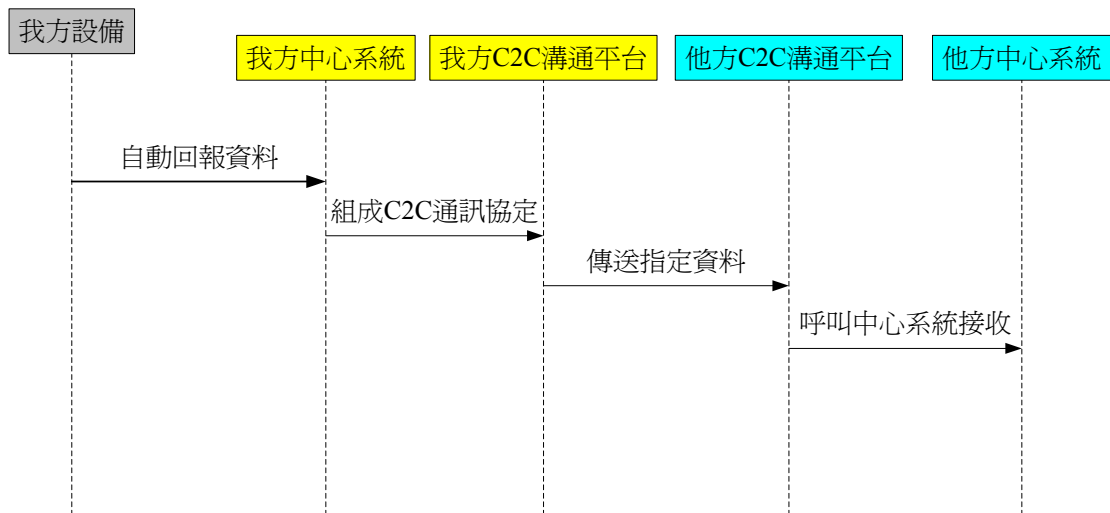 我方設備
我方中心系統
我方C2C溝通平台
他方C2C溝通平台
他方中心系統
自動回報資料
組成C2C通訊協定
傳送指定資料
呼叫中心系統接收